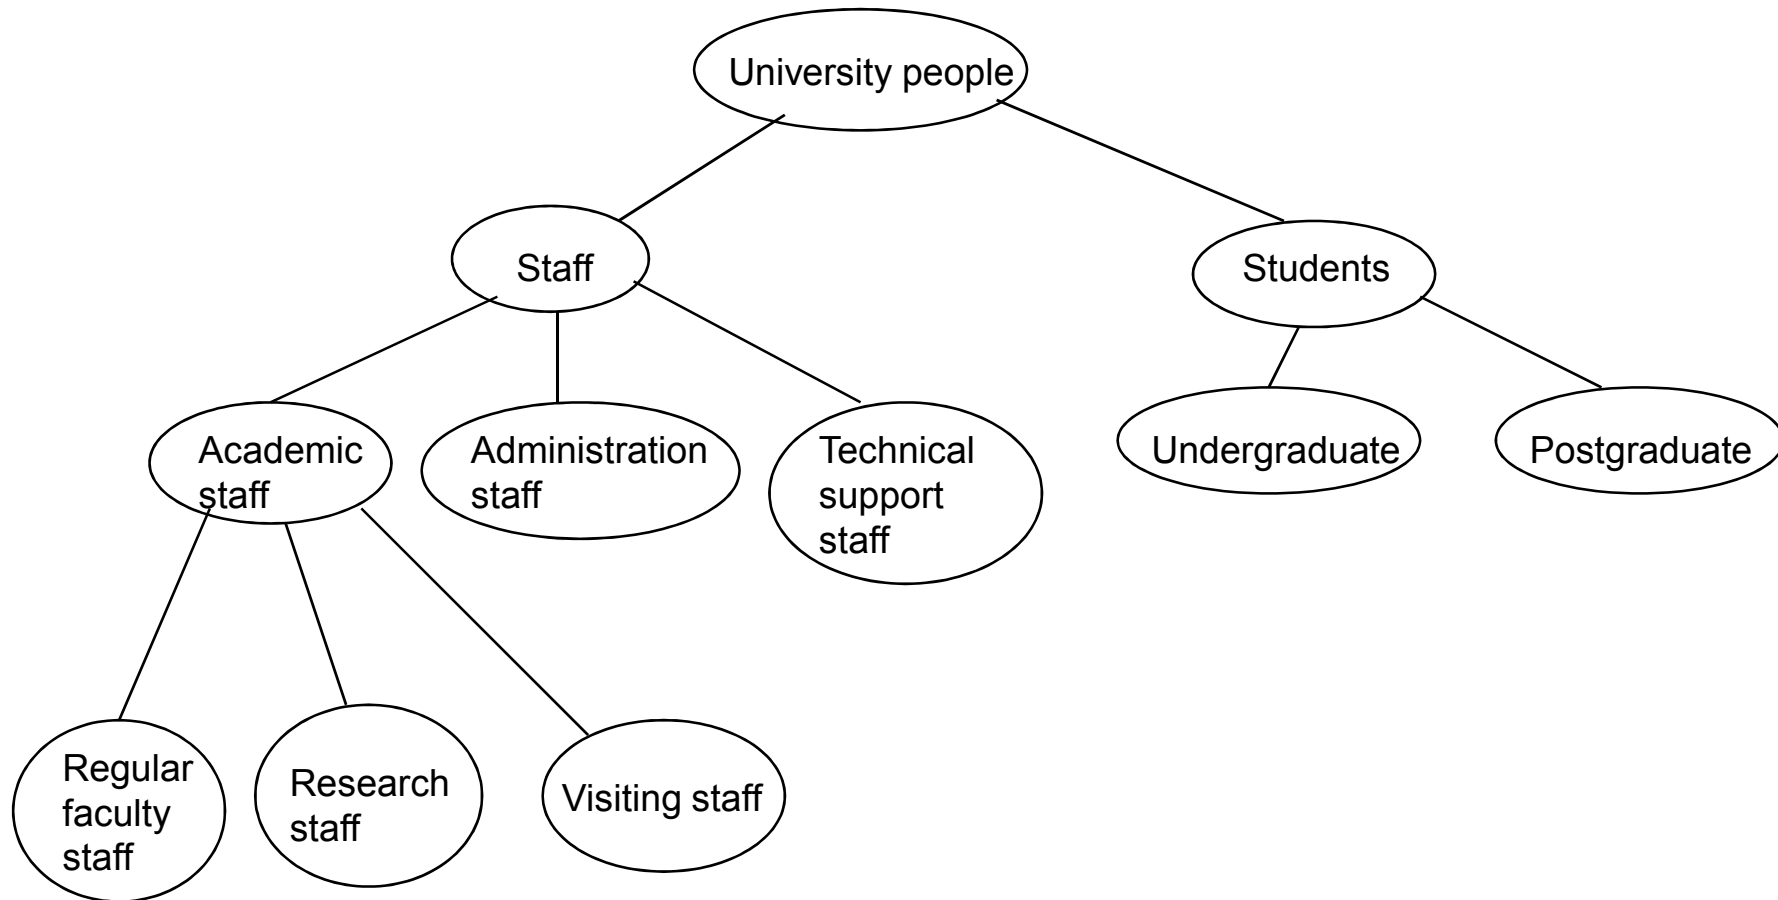 University people
Staff
Students
Academic
staff
Administration
staff
Technical
support
staff
Undergraduate
Postgraduate
Regular
faculty
staff
Research
staff
Visiting staff